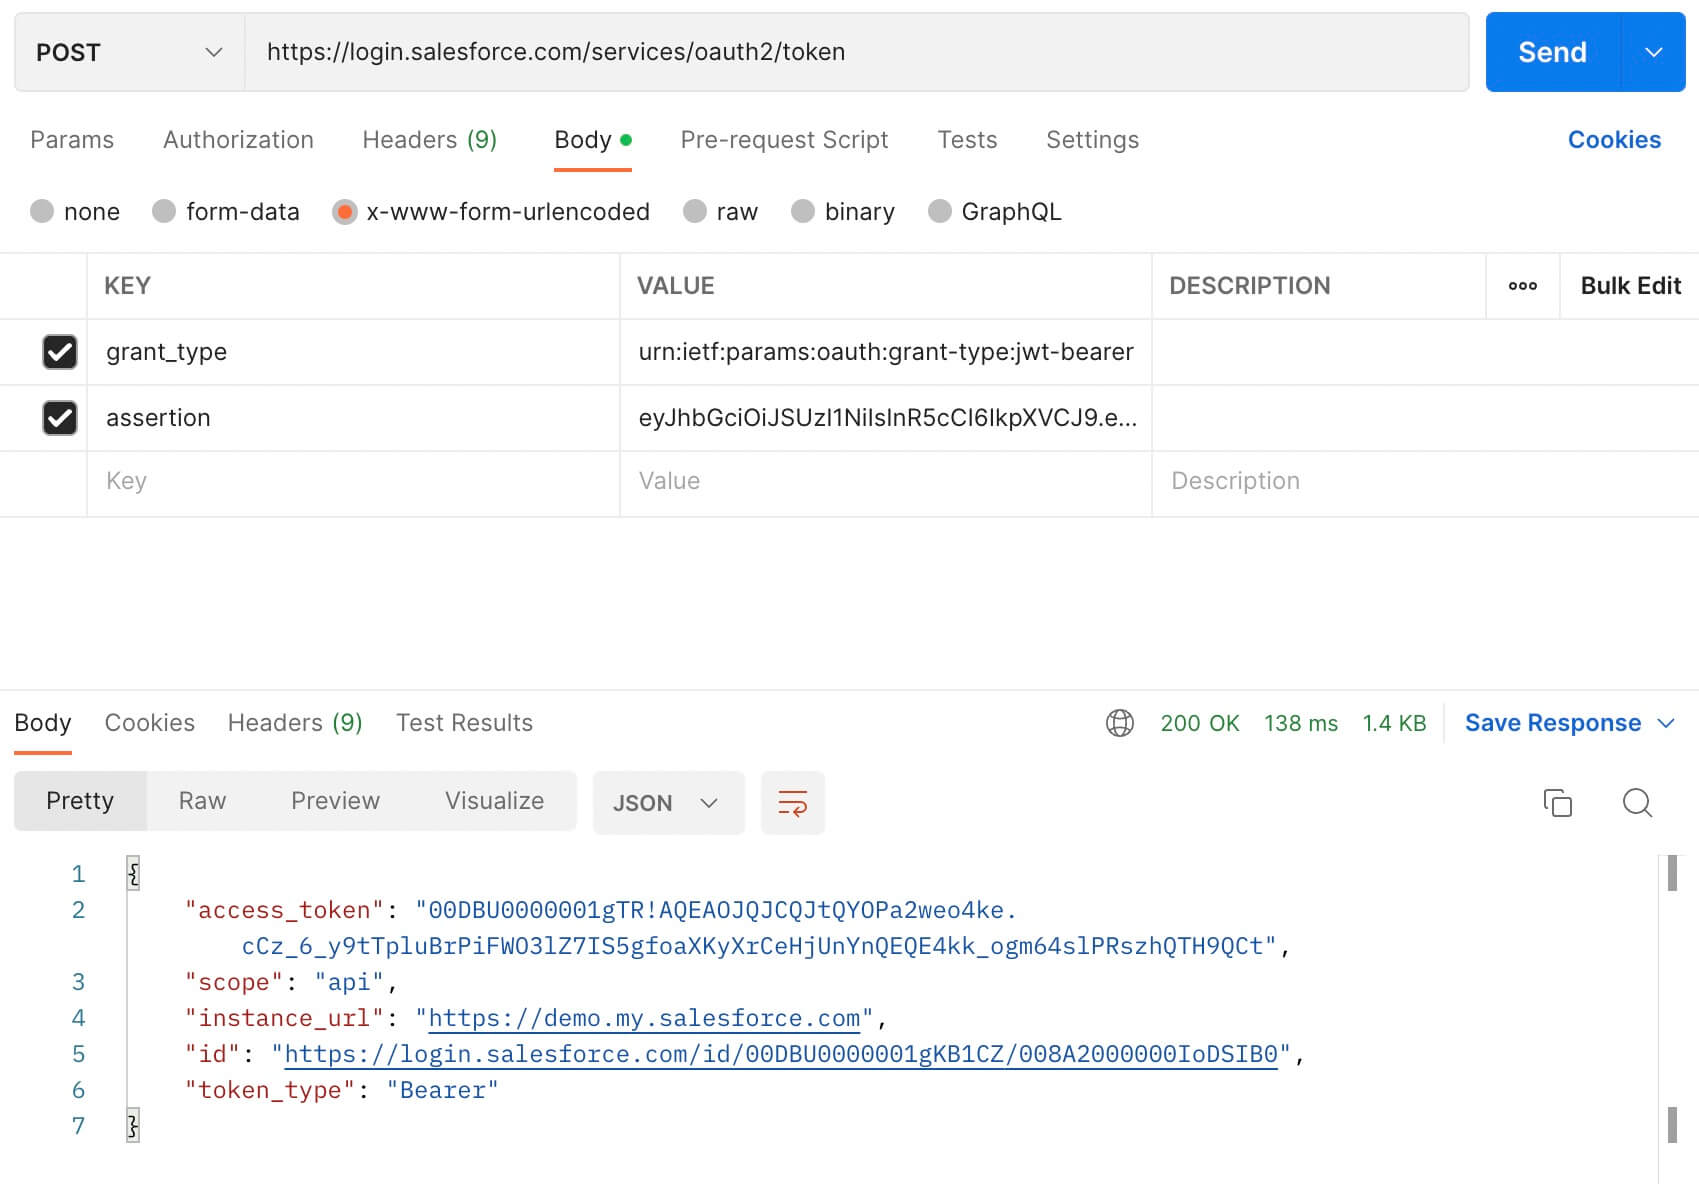 POST https://login.salesforce.com/services/oauth2/token Send
Params Authorization Headers (9) Body Pre-request Script Tests Settings Cookies
none form-data x-www-form-urlencoded raw binary GraphQL
KEY VALUE DESCRIPTION Bulk Edit
grant_type urn:ietf:params:oauth:grant-type:jwt-bearer
assertion eyJhbGciOiJSUzI1NiIsInR5cCI6IkpXVCJ9.e...
Key Value Description
Body Cookies Headers (9) Test Results 200 OK 138 ms 1.4 KB Save Response
Pretty Raw Preview Visualize JSON
1 {
2 "access_token": "00DBU0000001gTR!AQEAOJQJCQJtQYOPa2weo4ke.
cCz_6_y9tTpluBrPiFWO3lZ7IS5gfoaXKyXrCeHjUnYnQEQE4kk_ogm64slPRszhQTH9QCt",
3 "scope": "api",
4 "instance_url": "https://demo.my.salesforce.com",
5 "id": "https://login.salesforce.com/id/00DBU0000001gKB1CZ/008A2000000IoDSIB0",
6 "token_type": "Bearer"
7 }